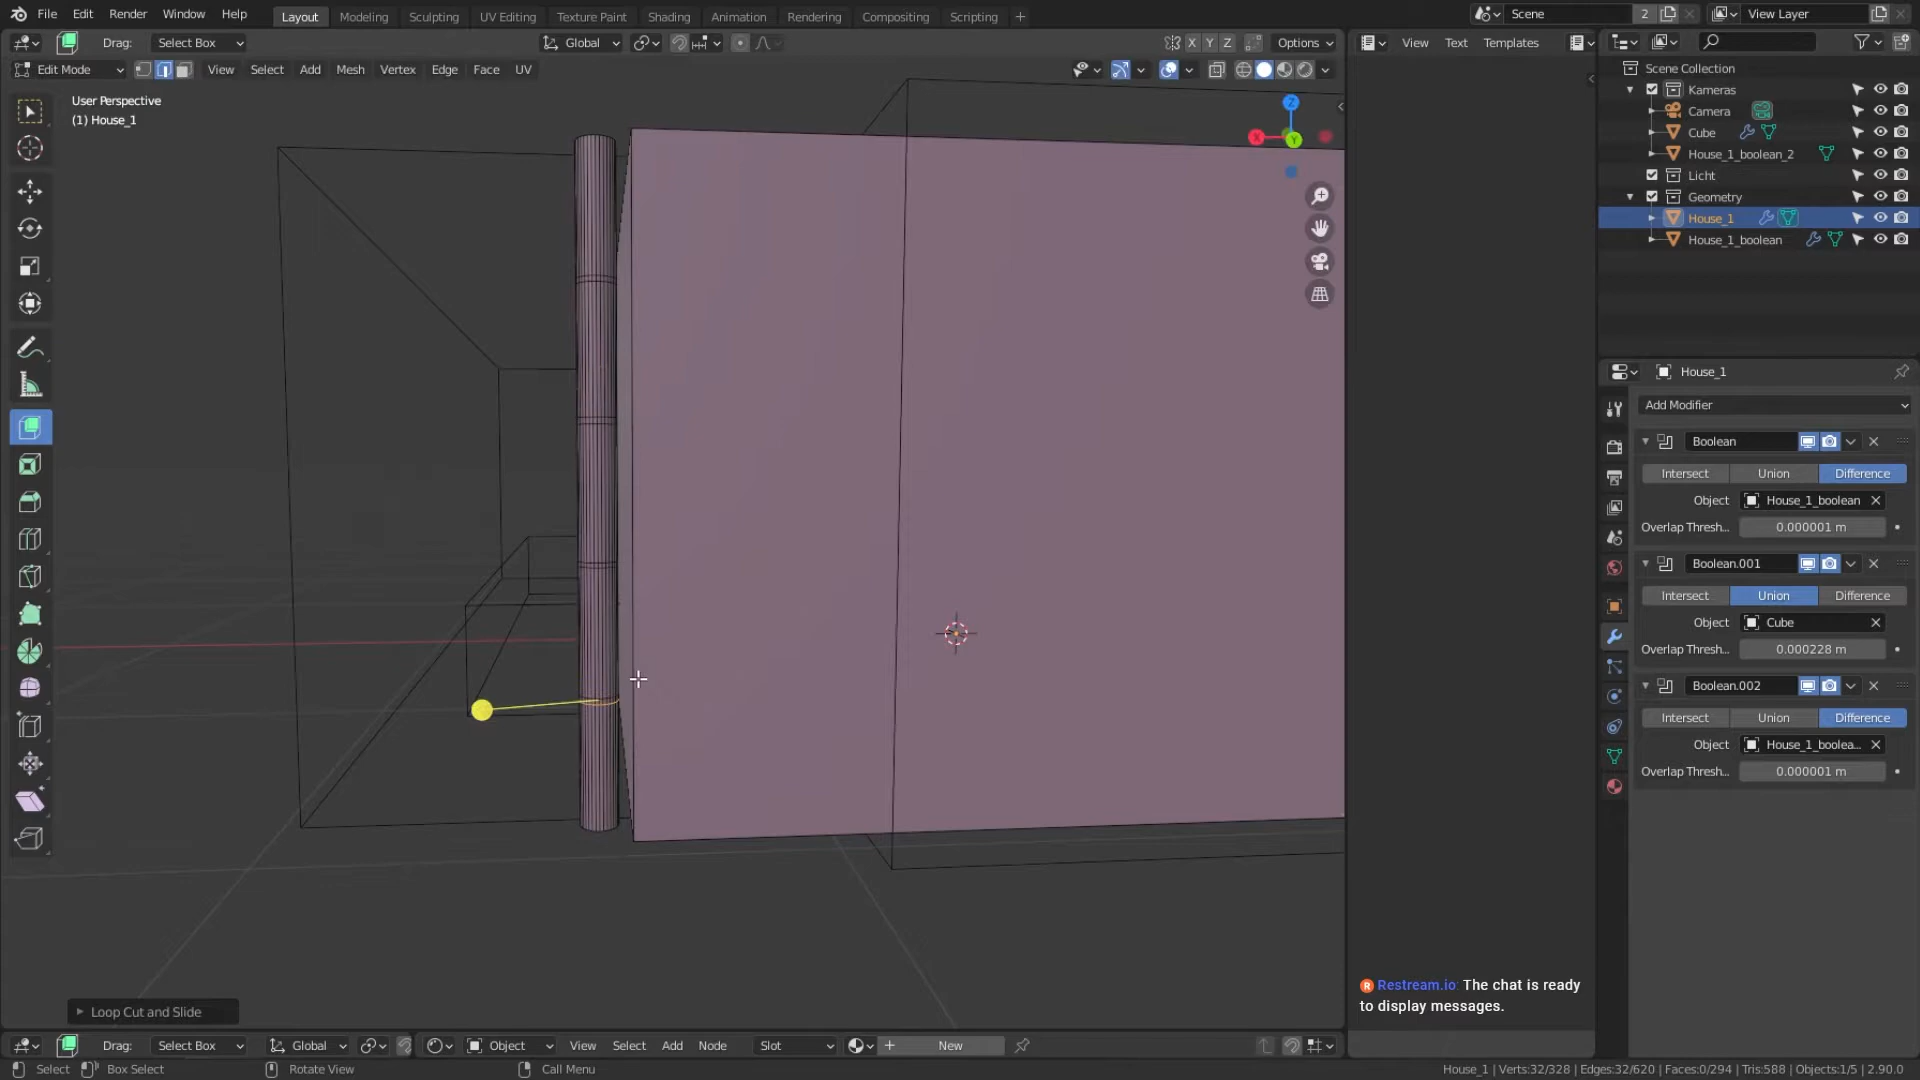 File Edit Render Window Help Layout Modeling Sculpting UV Editing Texture Paint Shading Animation Rendering Compositing Scripting + Scene 2 View Layer
Drag: Select Box Global X Y Z Options View Text Templates
Edit Mode View Select Add Mesh Vertex Edge Face UV
User Perspective
(1) House_1
Z
X
Y
Scene Collection
Kameras
Camera
Cube
House_1_boolean_2
Licht
Geometry
House_1
House_1_boolean
House_1
Add Modifier
Boolean
Intersect Union Difference
Object House_1_boolean
Overlap Thresh.. 0.000001 m
Boolean.001
Intersect Union Difference
Object Cube
Overlap Thresh.. 0.000228 m
Boolean.002
Intersect Union Difference
Object House_1_boolea...
Overlap Thresh.. 0.000001 m
Restream.io: The chat is ready
to display messages.
Loop Cut and Slide
Drag: Select Box Global Object View Select Add Node Slot New
Select Box Select Rotate View Call Menu House_1 | Verts:32/328 | Edges:32/620 | Faces:0/294 | Tris:588 | Objects:1/5 | 2.90.0